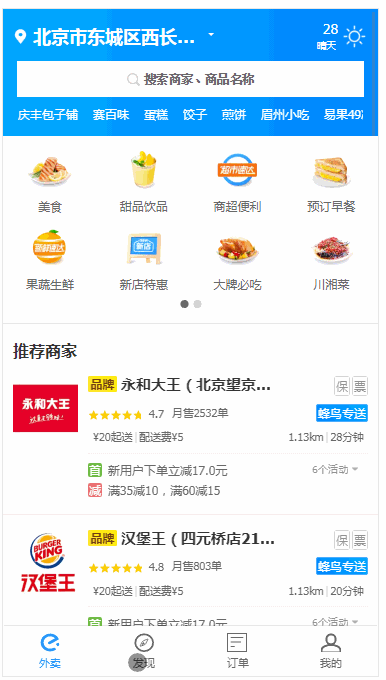 北京市东城区西长...
28
晴天
搜索商家、商品名称
庆丰包子铺 赛百味 蛋糕 饺子 煎饼 眉州小吃 易果49
美食 甜品饮品 商超便利 预订早餐
果蔬生鲜 新店特惠 大牌必吃 川湘菜
推荐商家
永和大王
品牌 永和大王（北京望京... 保 票
4.7 月售2532单 蜂鸟专送
¥20起送 | 配送费¥5 1.13km | 28分钟
首 新用户下单立减17.0元 6个活动
减 满35减10，满60减15
BURGER KING
汉堡王
品牌 汉堡王（四元桥店21... 保 票
4.8 月售803单 蜂鸟专送
¥20起送 | 配送费¥5 1.13km | 20分钟
首 新用户下单立减17.0元 6个活动
外卖 发现 订单 我的